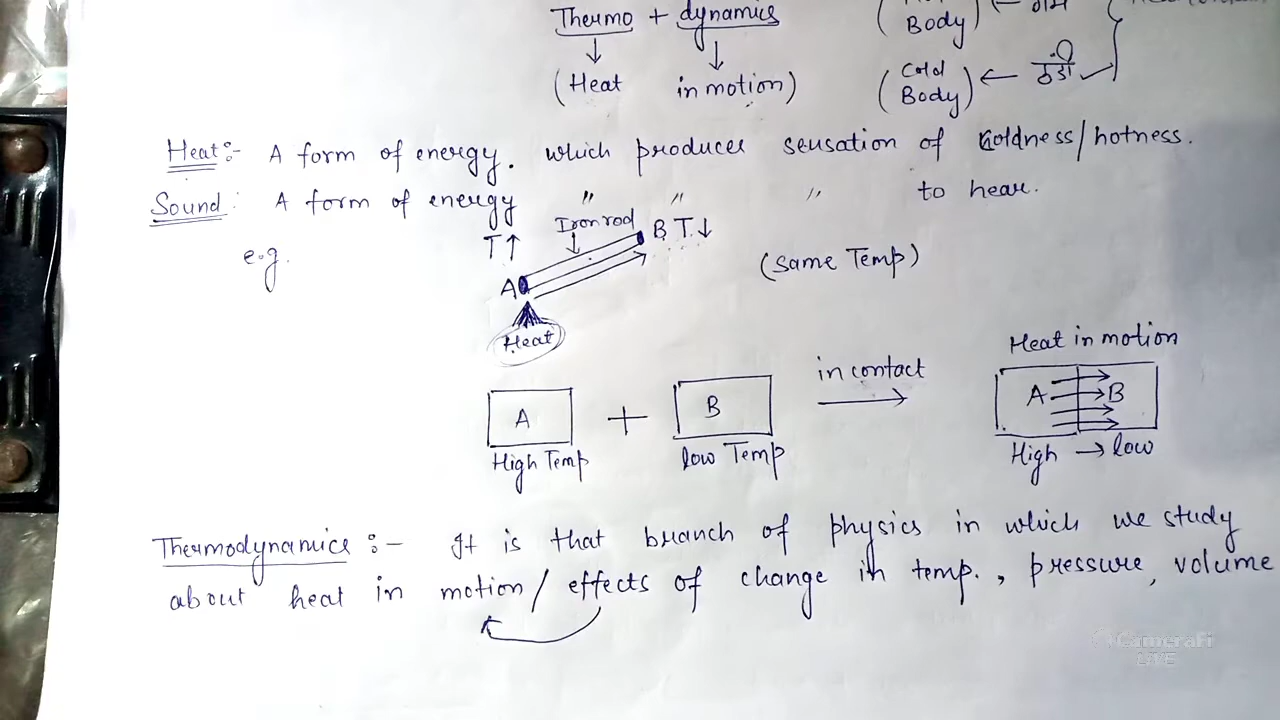 Thermo + dynamics
Body)
(Heat in motion)
(Cold Body) ←
Heat:- A form of energy. which produces sensation of Coldness/hotness.
Sound: A form of energy " " " to hear.
e.g.
Iron rod
T↑
B T.↓
(Same Temp)
A
Heat
Heat in motion
in contact
A + B → A B
High Temp low Temp High → low
Thermodynamics :- It is that branch of physics in which we study
about heat in motion/ effects of change in temp., pressure, volume
CameraFi
LIVE